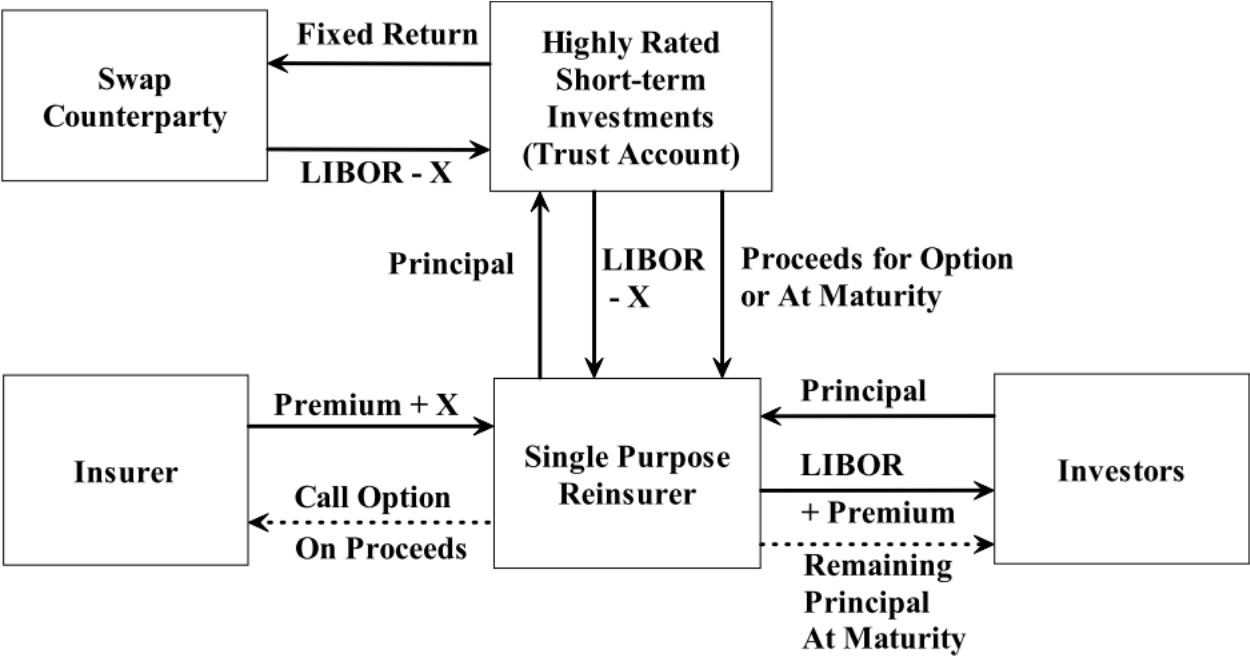 Swap
Counterparty
Fixed Return
LIBOR - X
Highly Rated
Short-term
Investments
(Trust Account)
Principal
LIBOR
- X
Proceeds for Option
or At Maturity
Insurer
Premium + X
Call Option
On Proceeds
Single Purpose
Reinsurer
Principal
LIBOR
+ Premium
Remaining
Principal
At Maturity
Investors